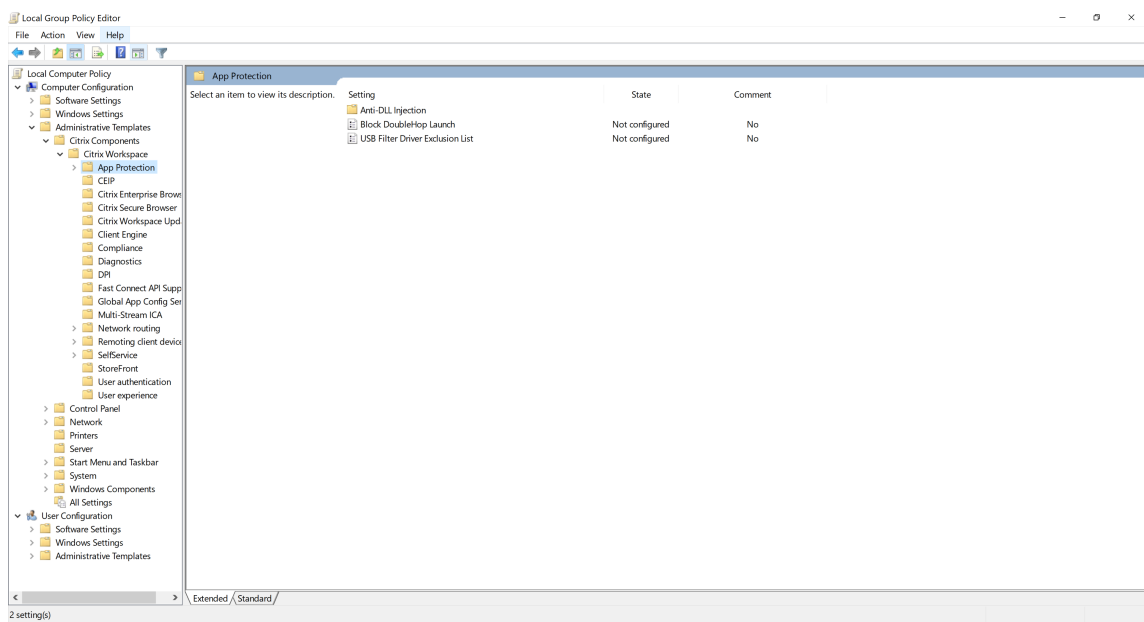 Local Group Policy Editor
File Action View Help
Local Computer Policy
Computer Configuration
Software Settings
Windows Settings
Administrative Templates
Citrix Components
Citrix Workspace
App Protection
CEIP
Citrix Enterprise Brows
Citrix Secure Browser
Citrix Workspace Upd
Client Engine
Compliance
Diagnostics
DPI
Fast Connect API Supp
Global App Config Ser
Multi-Stream ICA
Network routing
Remoting client device
SelfService
StoreFront
User authentication
User experience
Control Panel
Network
Printers
Server
Start Menu and Taskbar
System
Windows Components
All Settings
User Configuration
Software Settings
Windows Settings
Administrative Templates
App Protection
Select an item to view its description.
Setting State Comment
Anti-DLL Injection
Block DoubleHop Launch Not configured No
USB Filter Driver Exclusion List Not configured No
Extended Standard
2 setting(s)